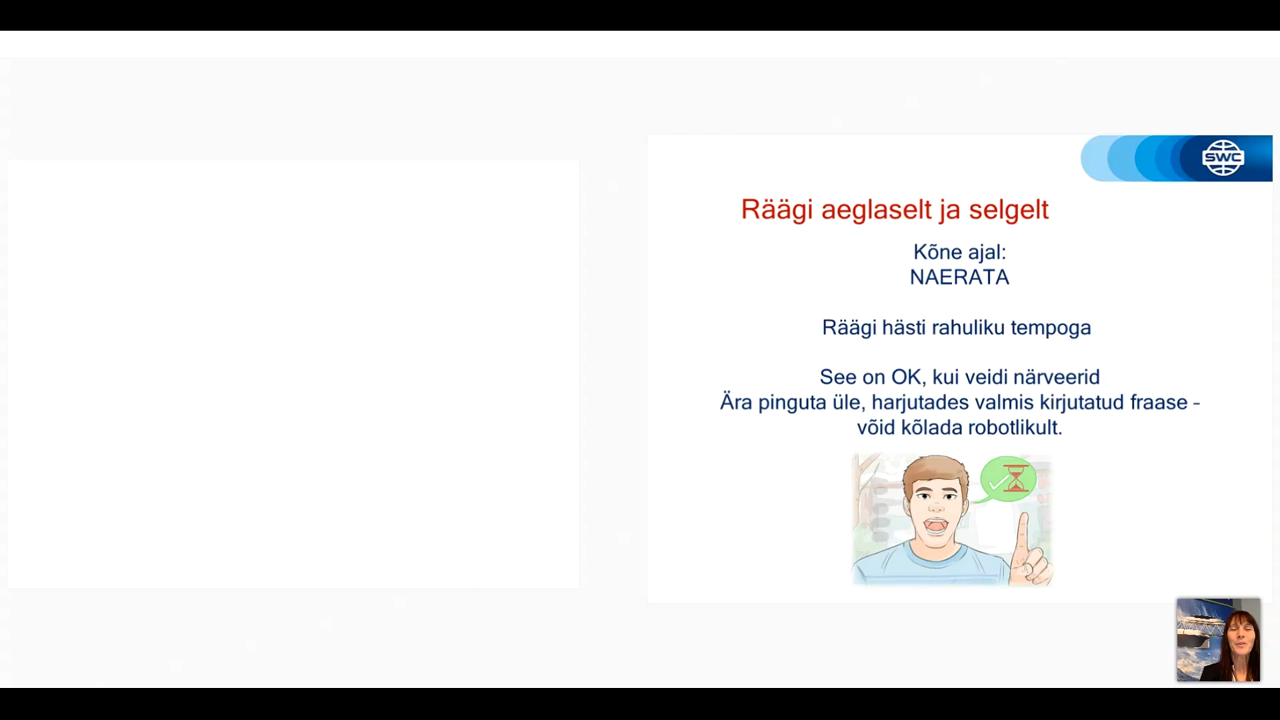 SWC
Räägi aeglaselt ja selgelt
Kõne ajal:
NAERATA
Räägi hästi rahuliku tempoga
See on OK, kui veidi närveerid
Ära pinguta üle, harjutades valmis kirjutatud fraase -
võid kõlada robotlikult.